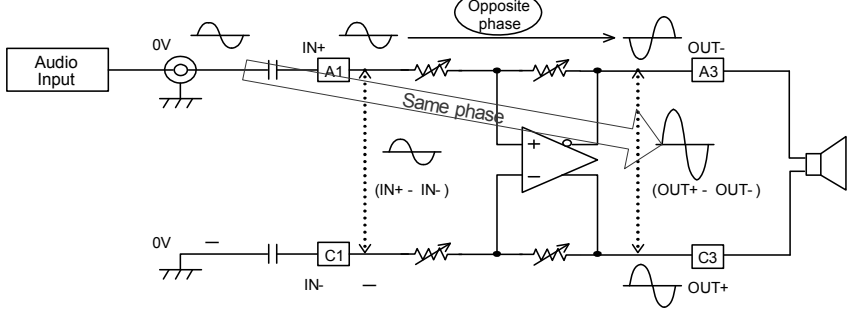 Opposite
phase
0V
IN+
OUT-
Audio
Input
A1
A3
Same phase
+
(IN+ - IN- )
−
(OUT+ - OUT- )
0V
−
C1
C3
IN-
−
OUT+